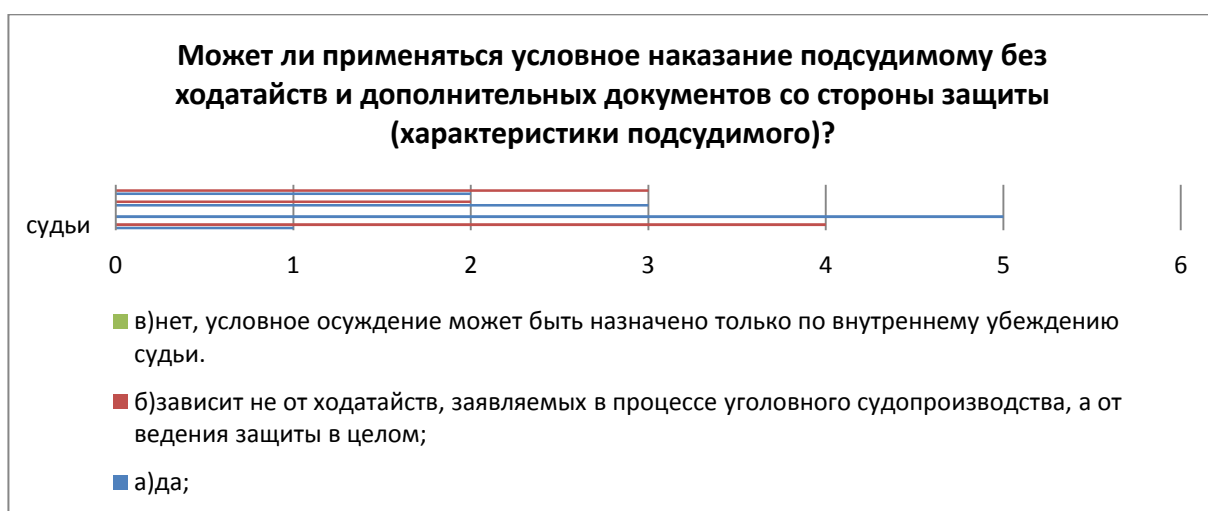 Может ли применяться условное наказание подсудимому без
ходатайств и дополнительных документов со стороны защиты
(характеристики подсудимого)?
судьи
0 1 2 3 4 5 6
в)нет, условное осуждение может быть назначено только по внутреннему убеждению
судьи.
б)зависит не от ходатайств, заявляемых в процессе уголовного судопроизводства, а от
ведения защиты в целом;
а)да;